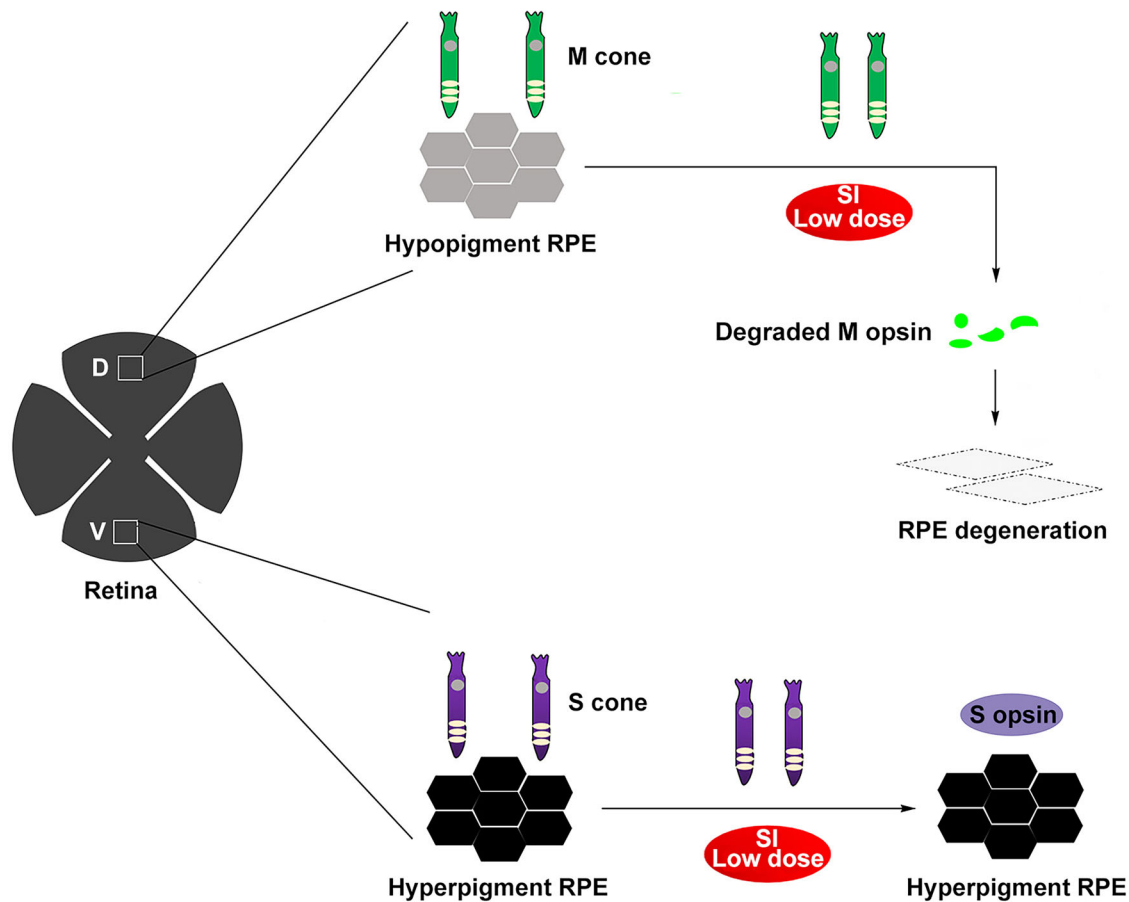 M cone
SI
Low dose
Hypopigment RPE
Degraded M opsin
D
RPE degeneration
V
Retina
S cone
S opsin
SI
Low dose
Hyperpigment RPE
Hyperpigment RPE